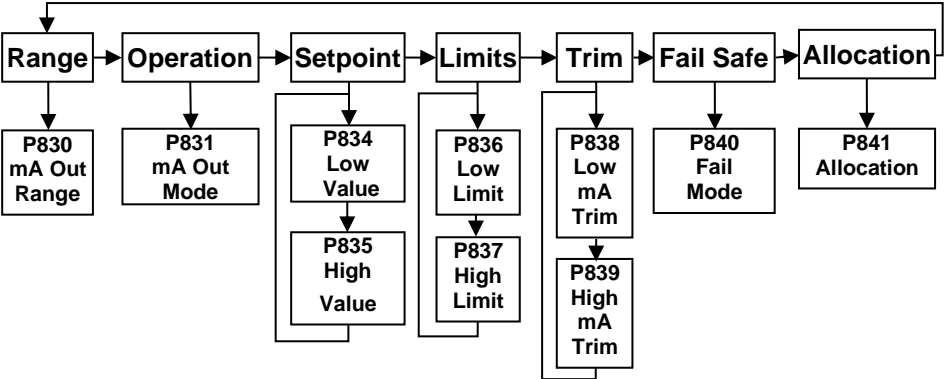 Range
Operation
Setpoint
Limits
Trim
Fail Safe
Allocation
P830
mA Out
Range
P831
mA Out
Mode
P834
Low
Value
P835
High
Value
P836
Low
Limit
P837
High
Limit
P838
Low
mA
Trim
P839
High
mA
Trim
P840
Fail
Mode
P841
Allocation